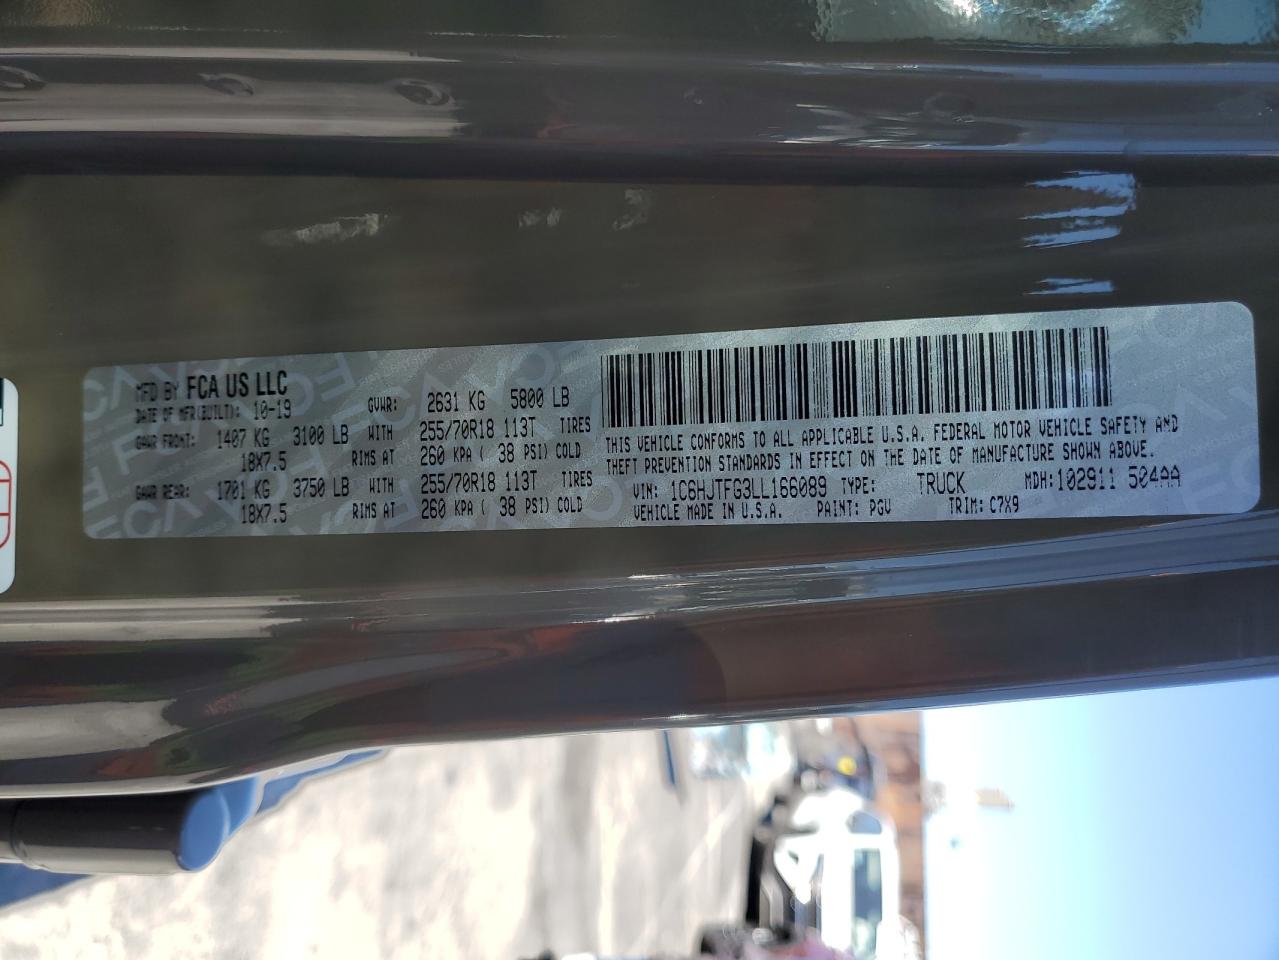 MFD BY FCA US LLC
DATE OF MFR(BUILT): 10-19 GVWR: 2631 KG 5800 LB
GAWR FRONT: 1407 KG 3100 LB WITH 255/70R18 113T TIRES
18X7.5 RIMS AT 260 KPA ( 38 PSI) COLD
GAWR REAR: 1701 KG 3750 LB WITH 255/70R18 113T TIRES
18X7.5 RIMS AT 260 KPA ( 38 PSI) COLD
THIS VEHICLE CONFORMS TO ALL APPLICABLE U.S.A. FEDERAL MOTOR VEHICLE SAFETY AND
THEFT PREVENTION STANDARDS IN EFFECT ON THE DATE OF MANUFACTURE SHOWN ABOVE.
VIN: 1C6HJTFG3LL166089 TYPE: TRUCK MDH: 102911 504AA
VEHICLE MADE IN U.S.A. PAINT: PGV TRIM: C7X9